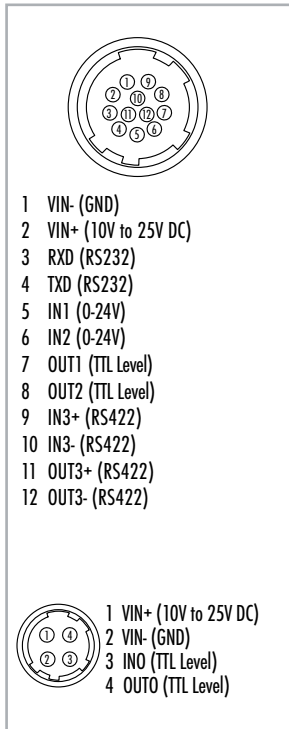 1 9
2 10 8
3 11 12 7
4 5 6
1 VIN- (GND)
2 VIN+ (10V to 25V DC)
3 RXD (RS232)
4 TXD (RS232)
5 IN1 (0-24V)
6 IN2 (0-24V)
7 OUT1 (TTL Level)
8 OUT2 (TTL Level)
9 IN3+ (RS422)
10 IN3- (RS422)
11 OUT3+ (RS422)
12 OUT3- (RS422)
1 4
2 3
1 VIN+ (10V to 25V DC)
2 VIN- (GND)
3 INO (TTL Level)
4 OUTO (TTL Level)